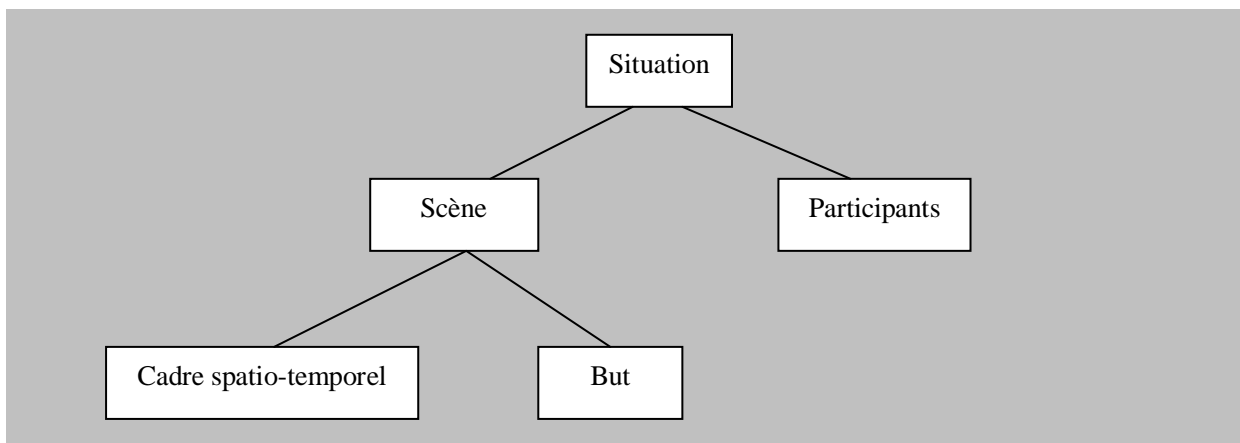 Situation
Scène
Participants
Cadre spatio-temporel
But